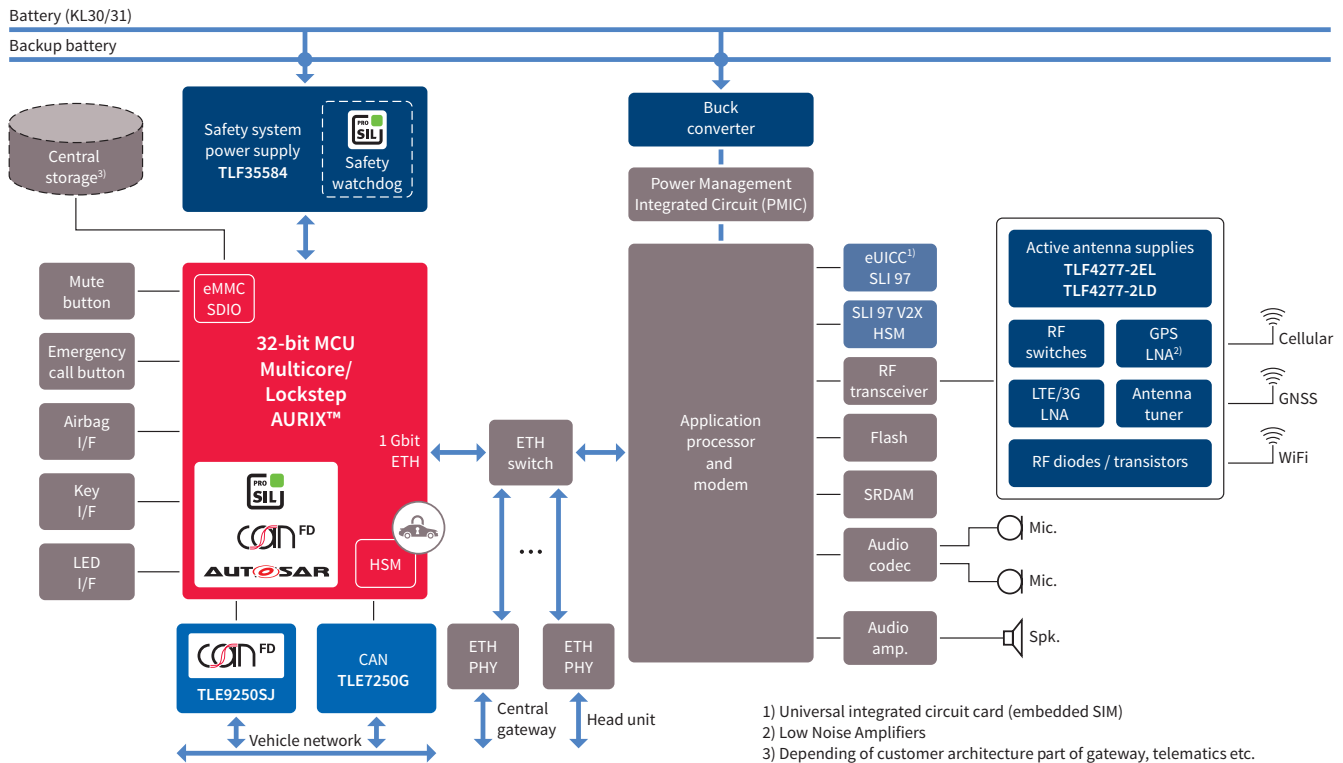 Battery (KL30/31)
Backup battery
Central
storage3)
Safety system
power supply
TLF35584
PRO
SIL
Safety
watchdog
Buck
converter
Power Management
Integrated Circuit (PMIC)
Mute
button
Emergency
call button
Airbag
I/F
Key
I/F
LED
I/F
eMMC
SDIO
32-bit MCU
Multicore/
Lockstep
AURIX™
1 Gbit
ETH
PRO
SIL
CAN FD
AUTOSAR
HSM
ETH
switch
...
Application
processor
and
modem
eUICC1)
SLI 97
SLI 97 V2X
HSM
RF
transceiver
Flash
SRDAM
Audio
codec
Audio
amp.
Active antenna supplies
TLF4277-2EL
TLF4277-2LD
RF
switches
GPS
LNA2)
LTE/3G
LNA
Antenna
tuner
RF diodes / transistors
Cellular
GNSS
WiFi
Mic.
Mic.
Spk.
CAN FD
TLE9250SJ
CAN
TLE7250G
ETH
PHY
ETH
PHY
Vehicle network
Central
gateway
Head unit
1) Universal integrated circuit card (embedded SIM)
2) Low Noise Amplifiers
3) Depending of customer architecture part of gateway, telematics etc.